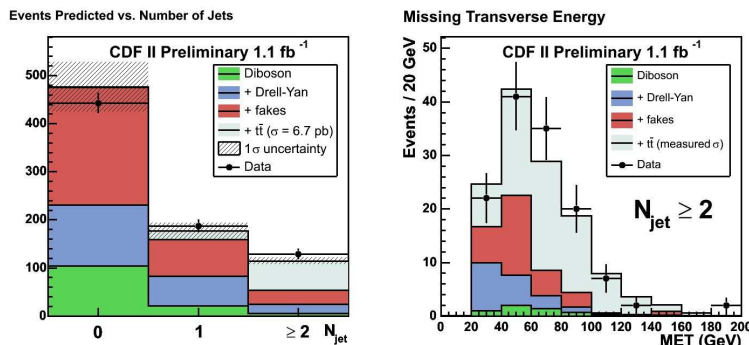 Events Predicted vs. Number of Jets
CDF II Preliminary 1.1 fb⁻¹
Diboson
+ Drell-Yan
+ fakes
+ tt̄ (σ = 6.7 pb)
1σ uncertainty
Data
500
400
300
200
100
0
0 1 ≥ 2 N_jet
Missing Transverse Energy
CDF II Preliminary 1.1 fb⁻¹
Events / 20 GeV
Diboson
+ Drell-Yan
+ fakes
+ tt̄ (measured σ)
Data
N_jet ≥ 2
50
40
30
20
10
0
0 20 40 60 80 100 120 140 160 180 200
MET (GeV)